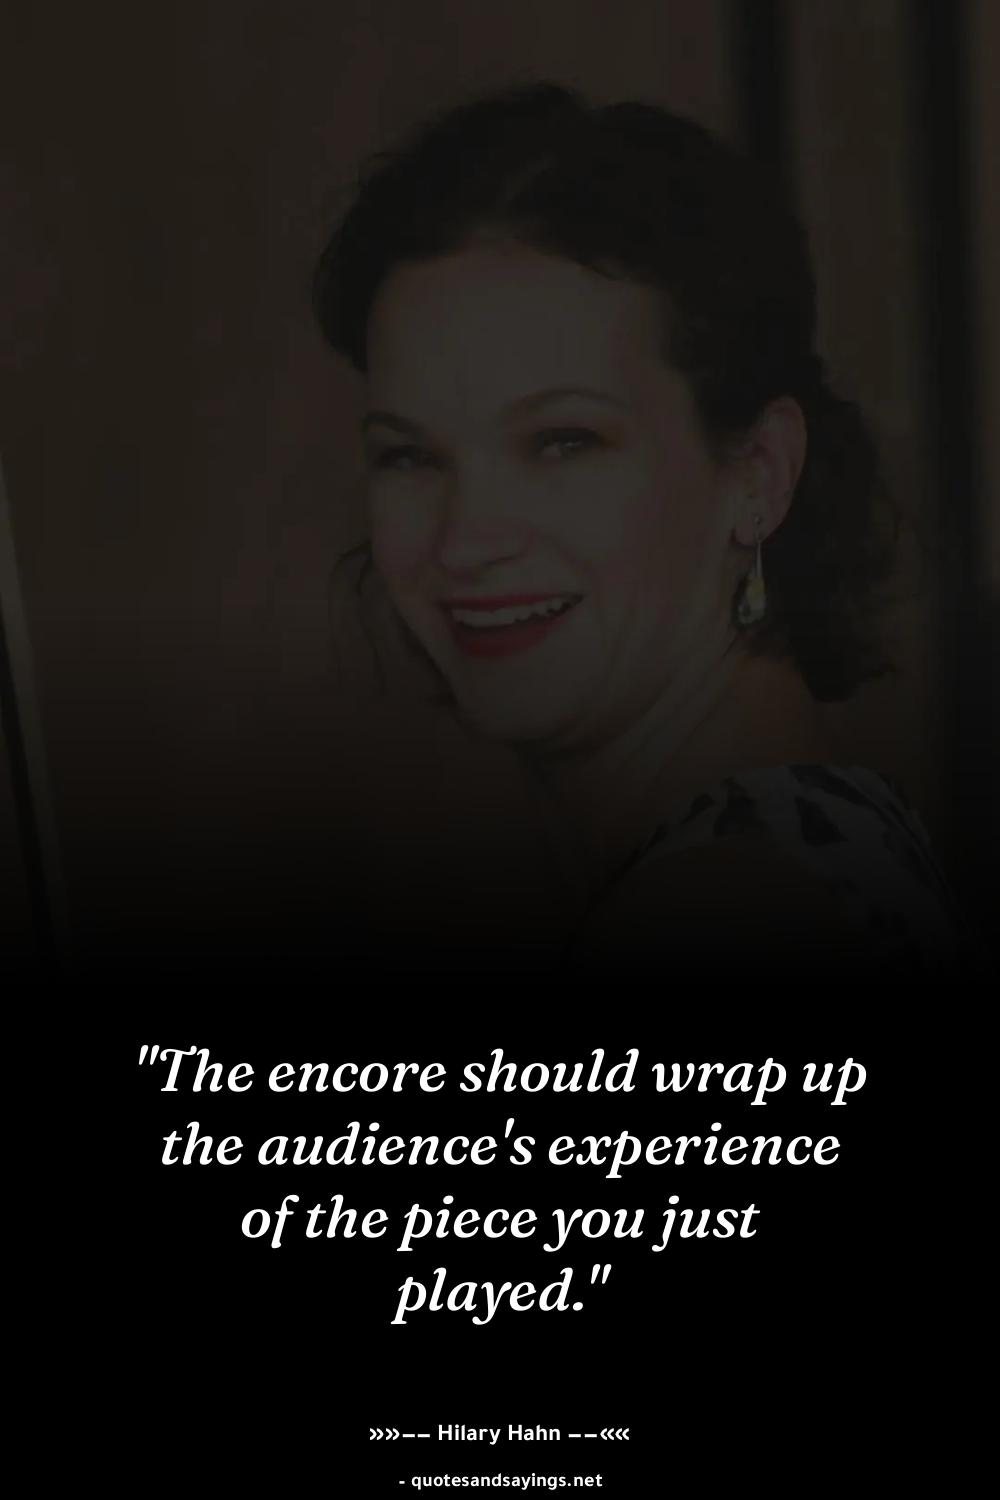 "The encore should wrap up
the audience's experience
of the piece you just
played."
»»–– Hilary Hahn ––««
- quotesandsayings.net